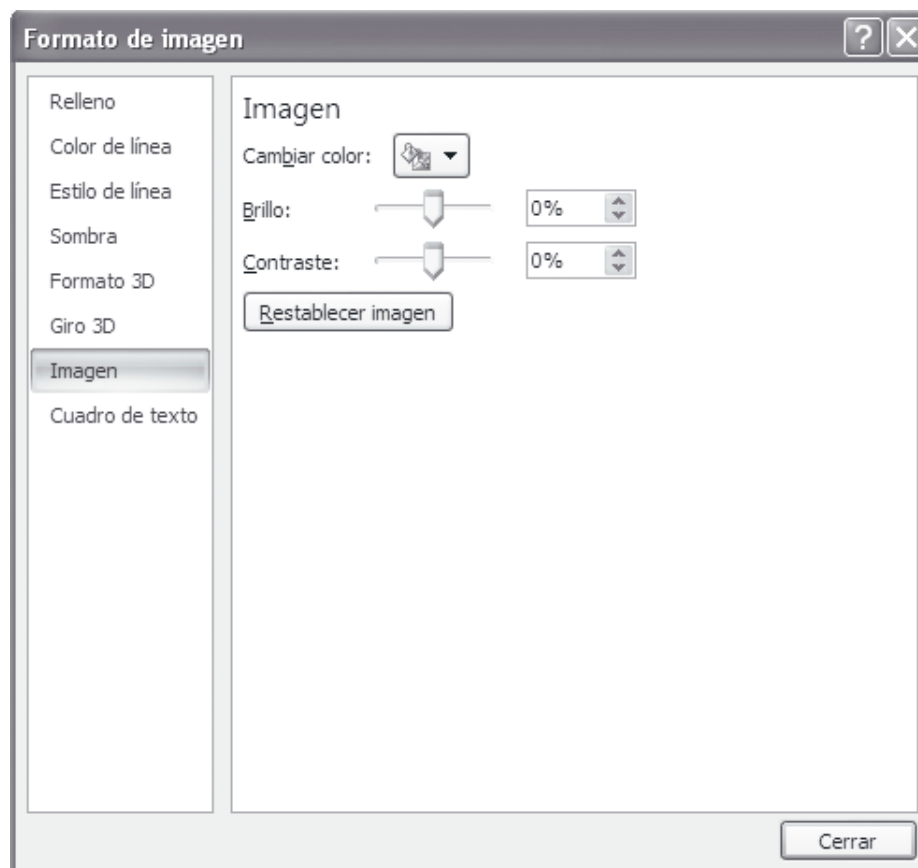 Formato de imagen
?
Relleno
Color de línea
Estilo de línea
Sombra
Formato 3D
Giro 3D
Imagen
Cuadro de texto
Imagen
Cambiar color:
Brillo: 0%
Contraste: 0%
Restablecer imagen
Cerrar